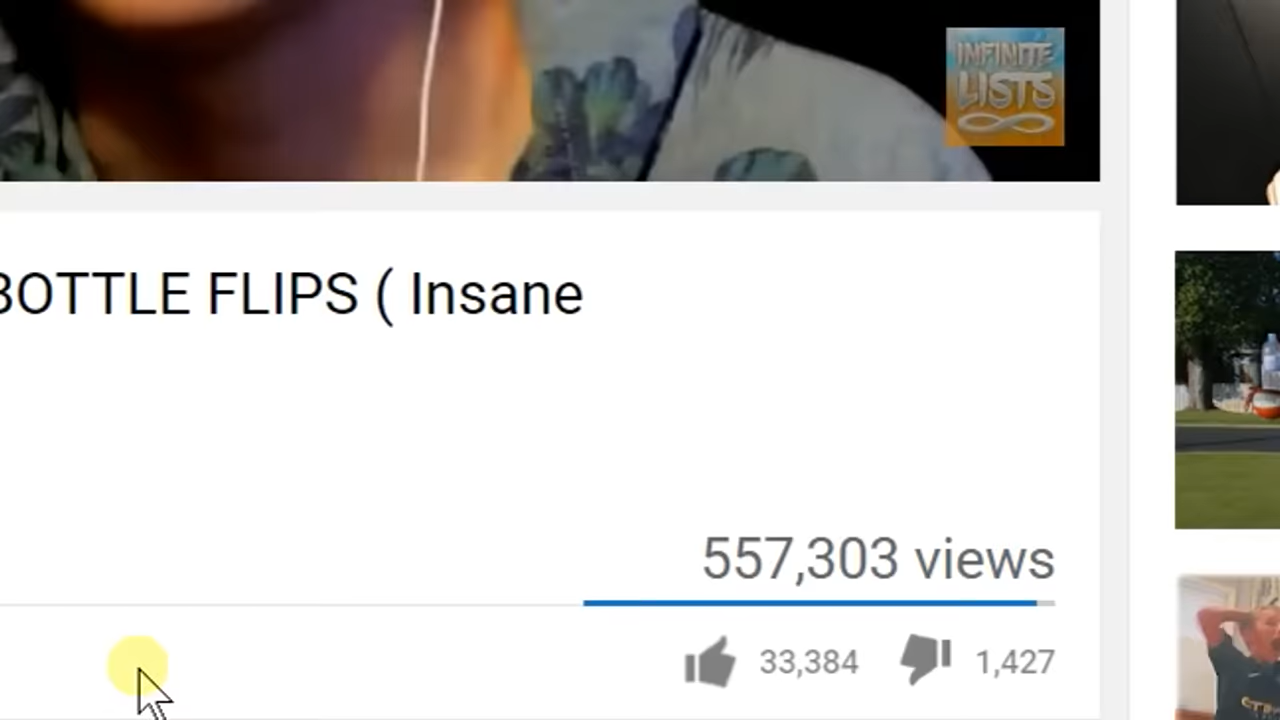 INFINITE
LISTS
BOTTLE FLIPS ( Insane
557,303 views
33,384 1,427